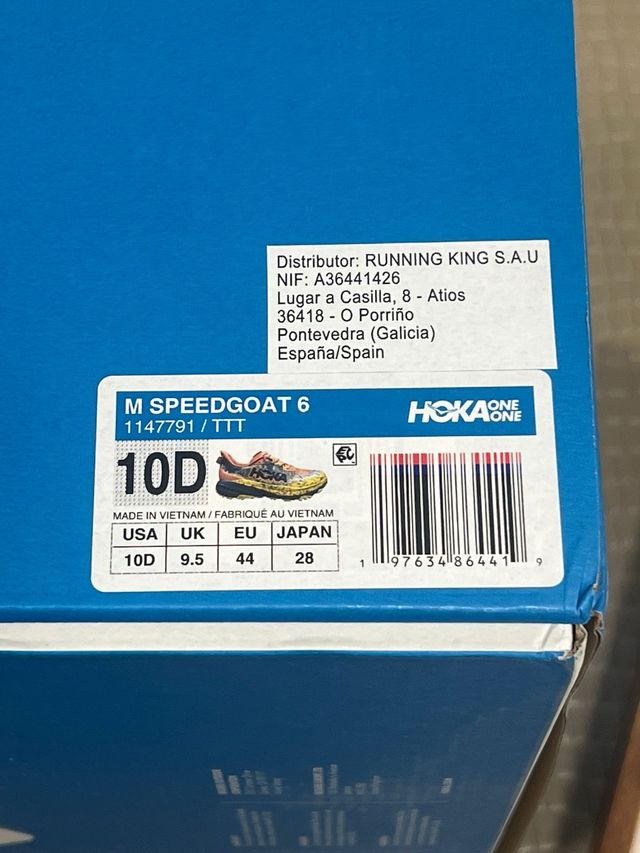 Distributor: RUNNING KING S.A.U
NIF: A36441426
Lugar a Casilla, 8 - Atios
36418 - O Porriño
Pontevedra (Galicia)
España/Spain
M SPEEDGOAT 6
1147791 / TTT
HOKA ONE ONE
10D
HOKA
MADE IN VIETNAM / FABRIQUÉ AU VIETNAM
USA UK EU JAPAN
10D 9.5 44 28
1 97634 86441 9